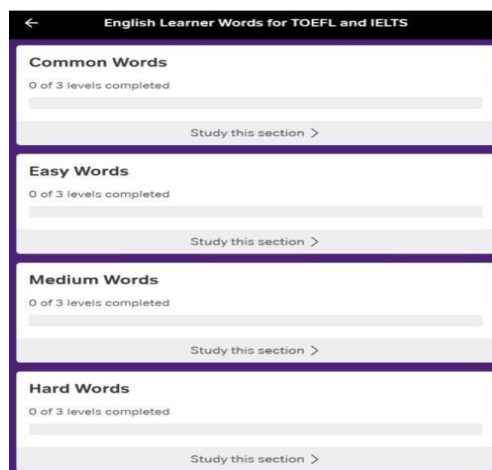 English Learner Words for TOEFL and IELTS
Common Words
0 of 3 levels completed
Study this section >
Easy Words
0 of 3 levels completed
Study this section >
Medium Words
0 of 3 levels completed
Study this section >
Hard Words
0 of 3 levels completed
Study this section >